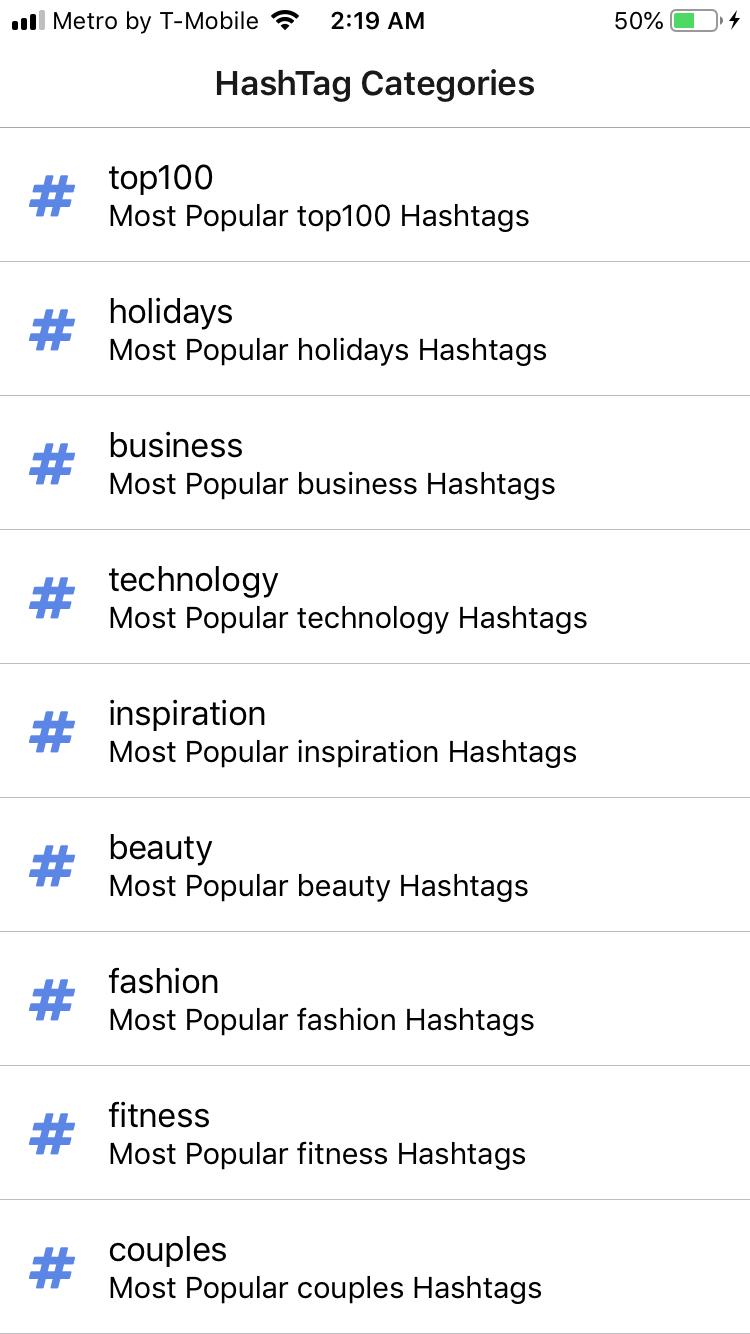 Metro by T-Mobile 2:19 AM 50%
HashTag Categories
# top100
Most Popular top100 Hashtags
# holidays
Most Popular holidays Hashtags
# business
Most Popular business Hashtags
# technology
Most Popular technology Hashtags
# inspiration
Most Popular inspiration Hashtags
# beauty
Most Popular beauty Hashtags
# fashion
Most Popular fashion Hashtags
# fitness
Most Popular fitness Hashtags
# couples
Most Popular couples Hashtags